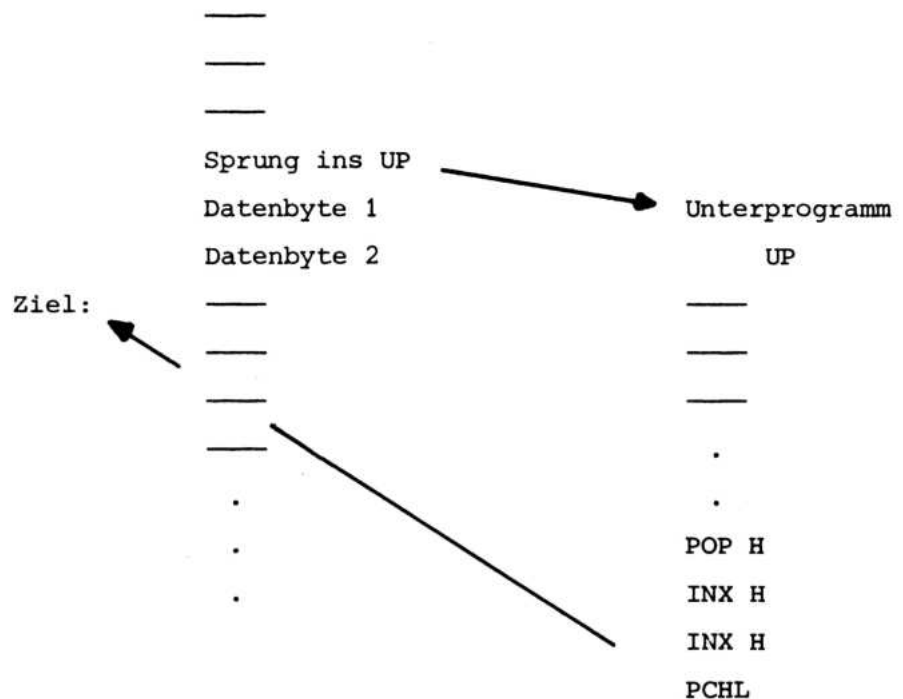 Sprung ins UP
Datenbyte 1
Datenbyte 2
Ziel:
Unterprogramm
UP
POP H
INX H
INX H
PCHL